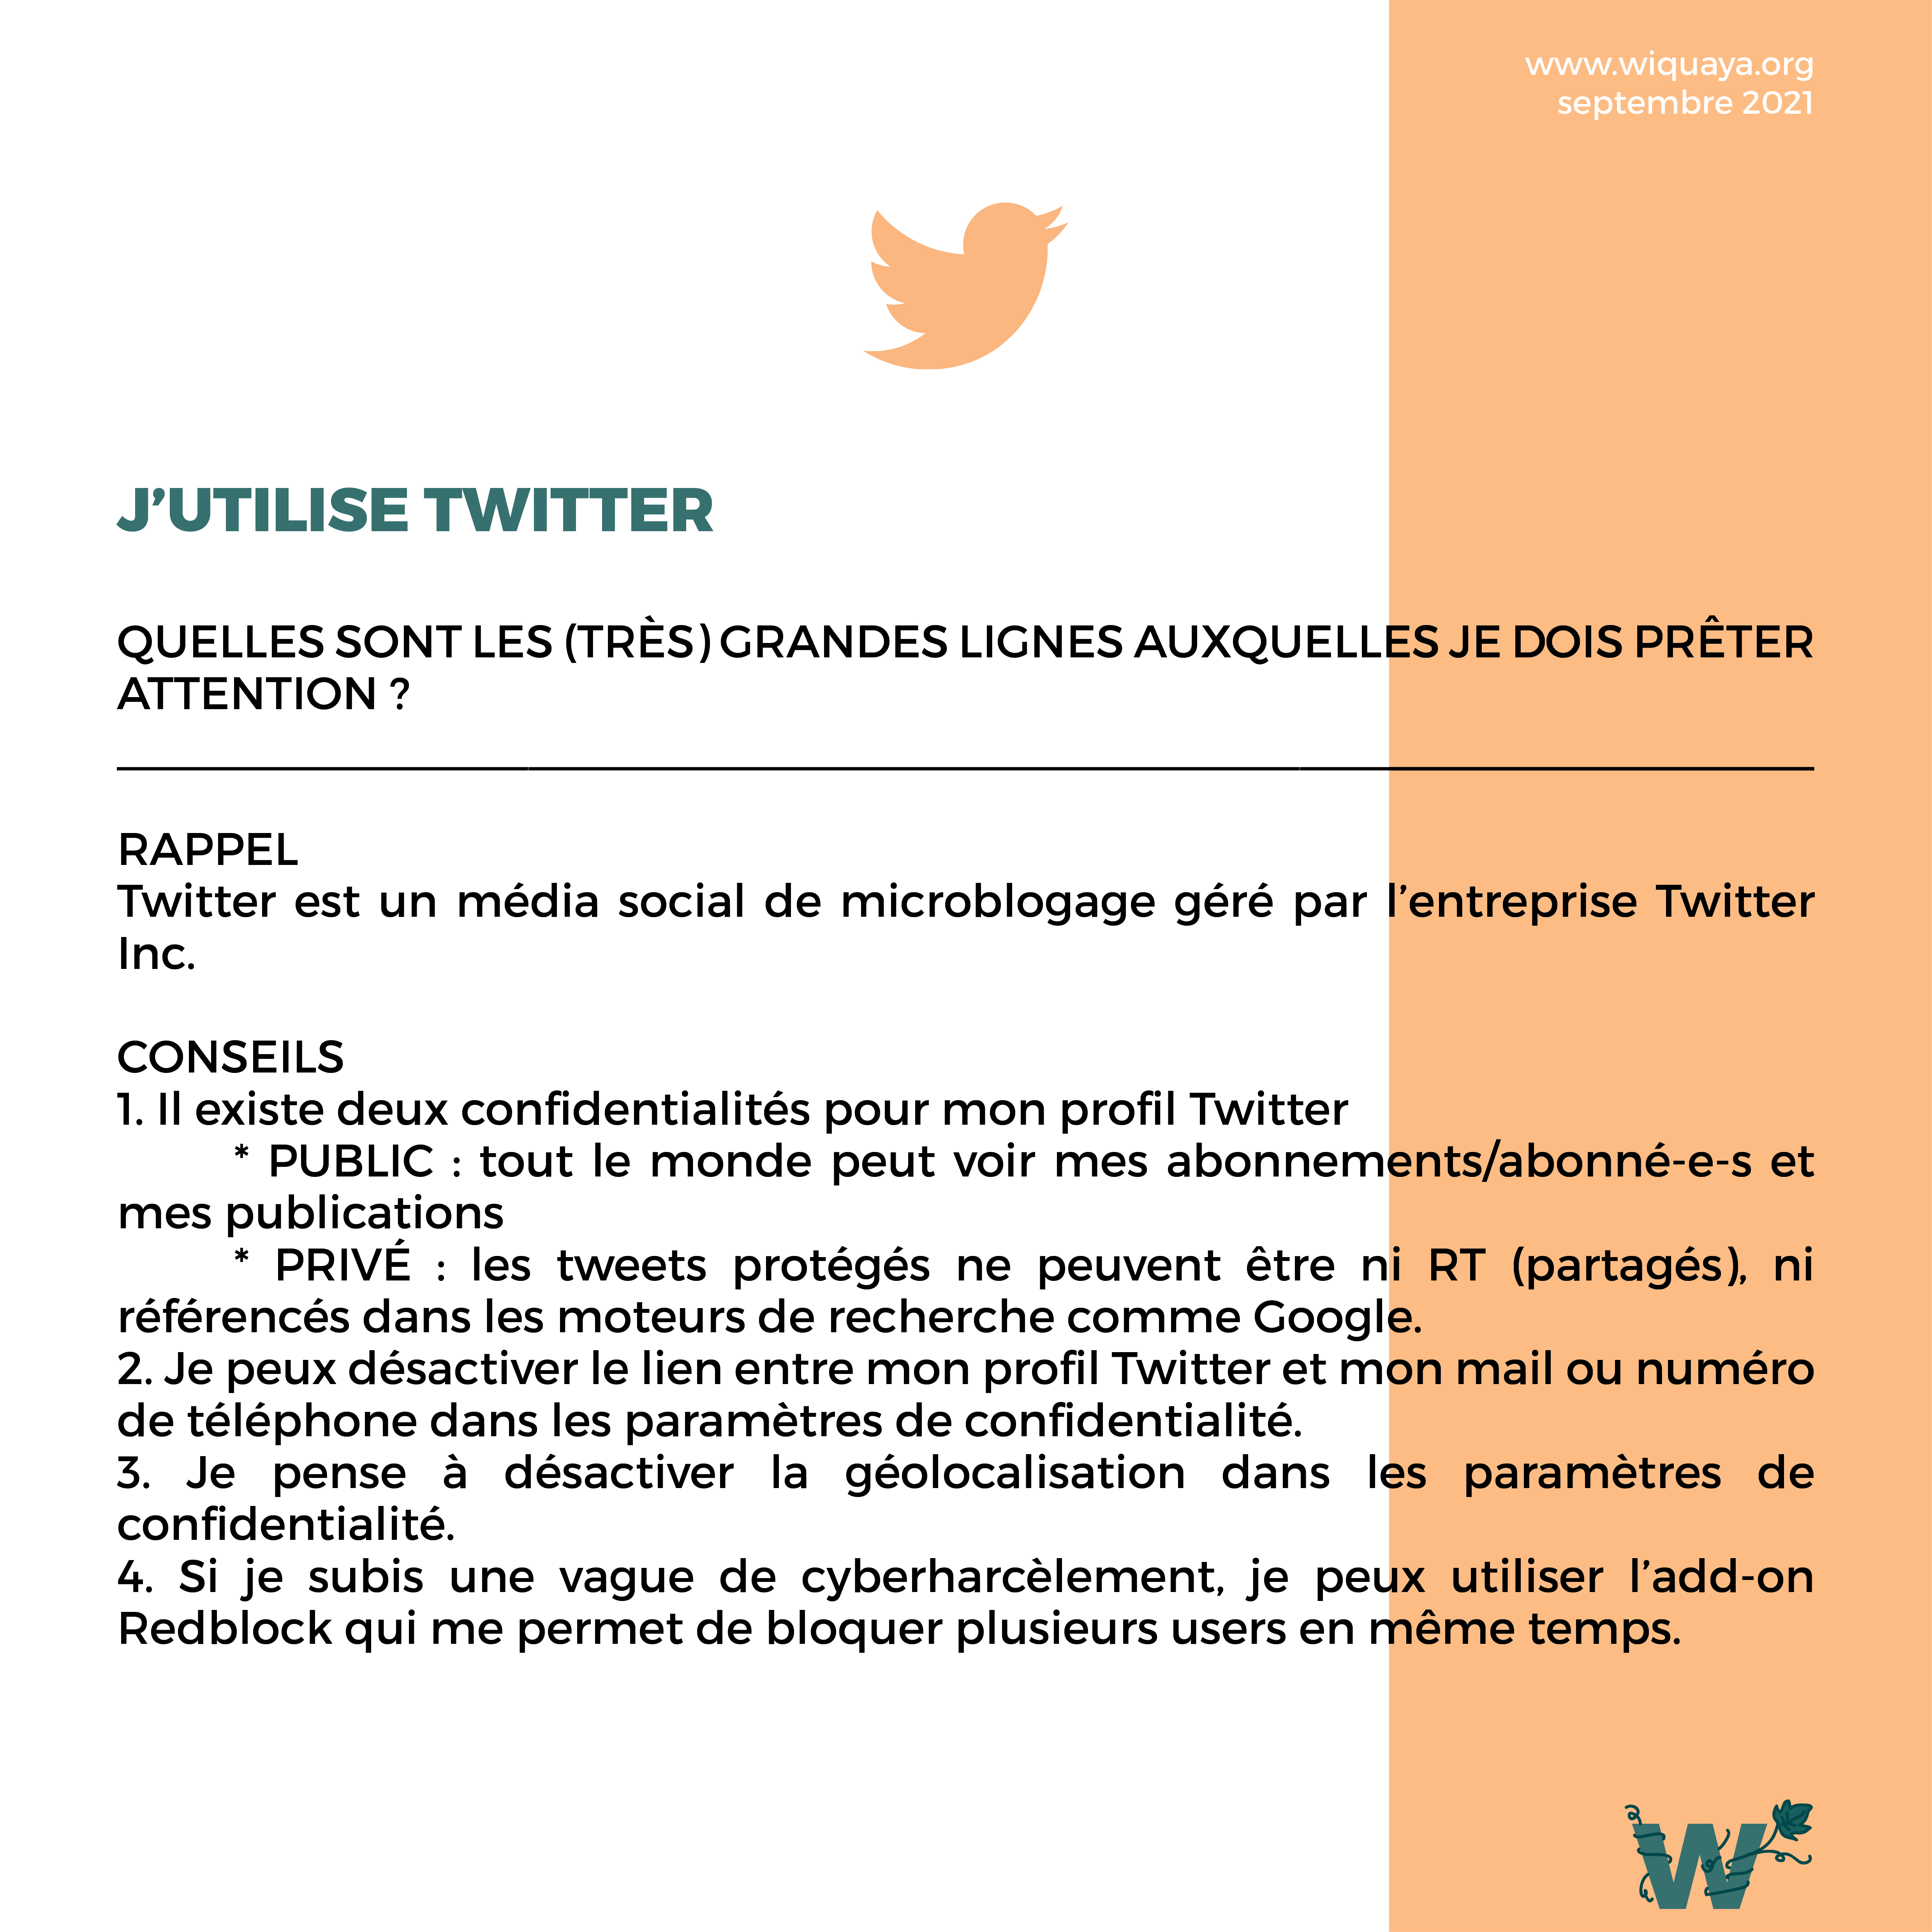 www.wiquaya.org
septembre 2021
J’UTILISE TWITTER
QUELLES SONT LES (TRÈS) GRANDES LIGNES AUXQUELLES JE DOIS PRÊTER
ATTENTION ?
RAPPEL
Twitter est un média social de microblogage géré par l’entreprise Twitter
Inc.
CONSEILS
1. Il existe deux confidentialités pour mon profil Twitter
* PUBLIC : tout le monde peut voir mes abonnements/abonné-e-s et
mes publications
* PRIVÉ : les tweets protégés ne peuvent être ni RT (partagés), ni
référencés dans les moteurs de recherche comme Google.
2. Je peux désactiver le lien entre mon profil Twitter et mon mail ou numéro
de téléphone dans les paramètres de confidentialité.
3. Je pense à désactiver la géolocalisation dans les paramètres de
confidentialité.
4. Si je subis une vague de cyberharcèlement, je peux utiliser l’add-on
Redblock qui me permet de bloquer plusieurs users en même temps.
W